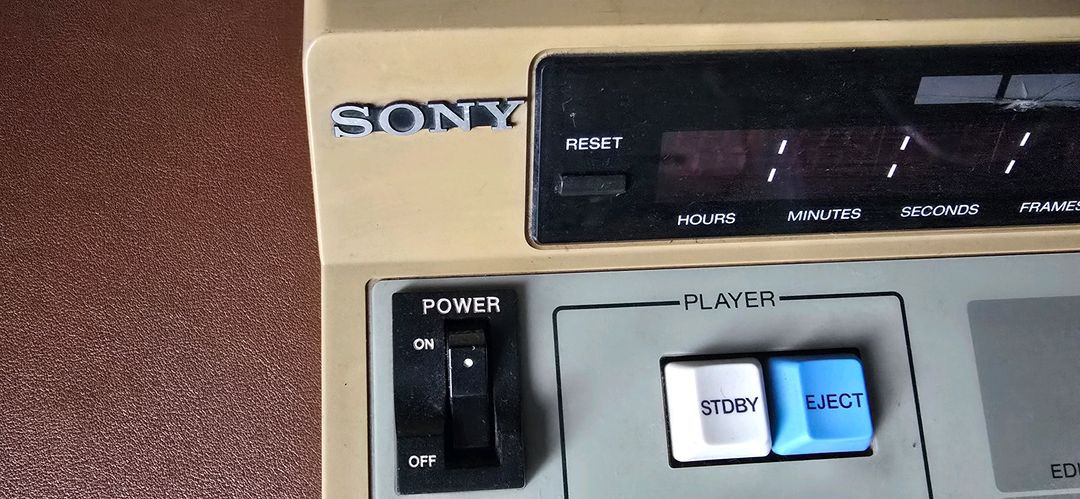 SONY
RESET
HOURS MINUTES SECONDS FRAMES
POWER
ON
OFF
PLAYER
STDBY EJECT